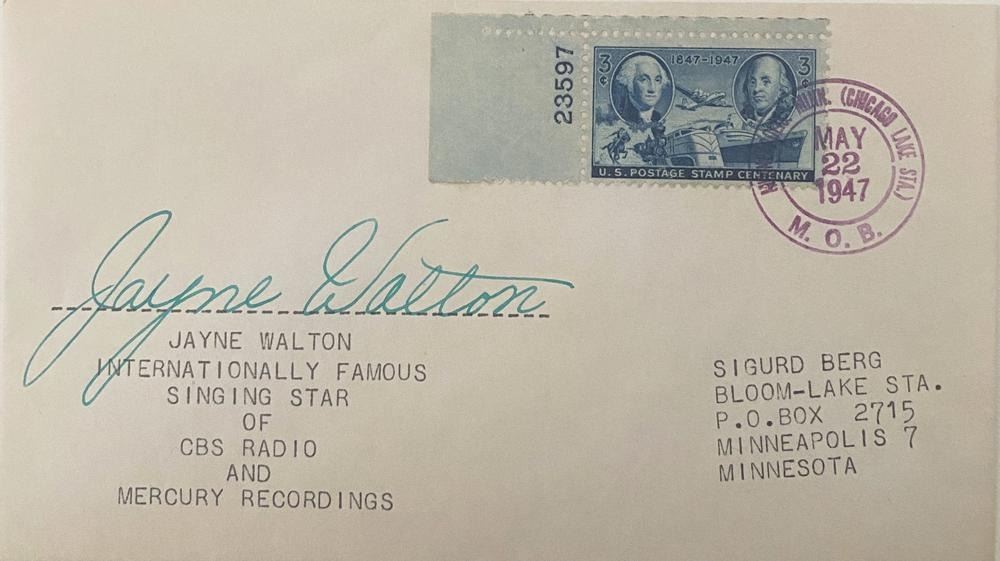 23597
3¢ 1847-1947 3¢
U.S. POSTAGE STAMP CENTENARY
MINN. (CHICAGO LAKE STA.)
MAY
22
1947
M. O. B.
Jayne Walton
JAYNE WALTON
INTERNATIONALLY FAMOUS
SINGING STAR
OF
CBS RADIO
AND
MERCURY RECORDINGS
SIGURD BERG
BLOOM-LAKE STA.
P.O.BOX 2715
MINNEAPOLIS 7
MINNESOTA